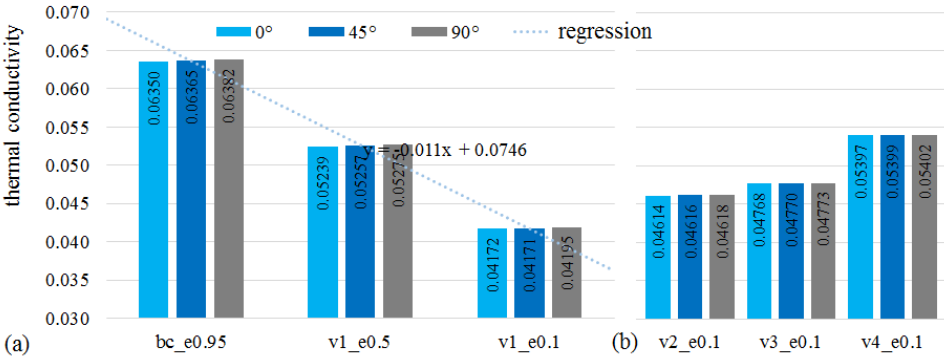 0.070
0.065
0.060
0.055
0.050
0.045
0.040
0.035
0.030
thermal conductivity
0° 45° 90° regression
0.06350 0.06365 0.06382
0.05239 0.05257 0.05275
y = -0.011x + 0.0746
0.04172 0.04171 0.04195
0.04614 0.04616 0.04618
0.04768 0.04770 0.04773
0.05397 0.05399 0.05402
(a) bc_e0.95 v1_e0.5 v1_e0.1
(b) v2_e0.1 v3_e0.1 v4_e0.1